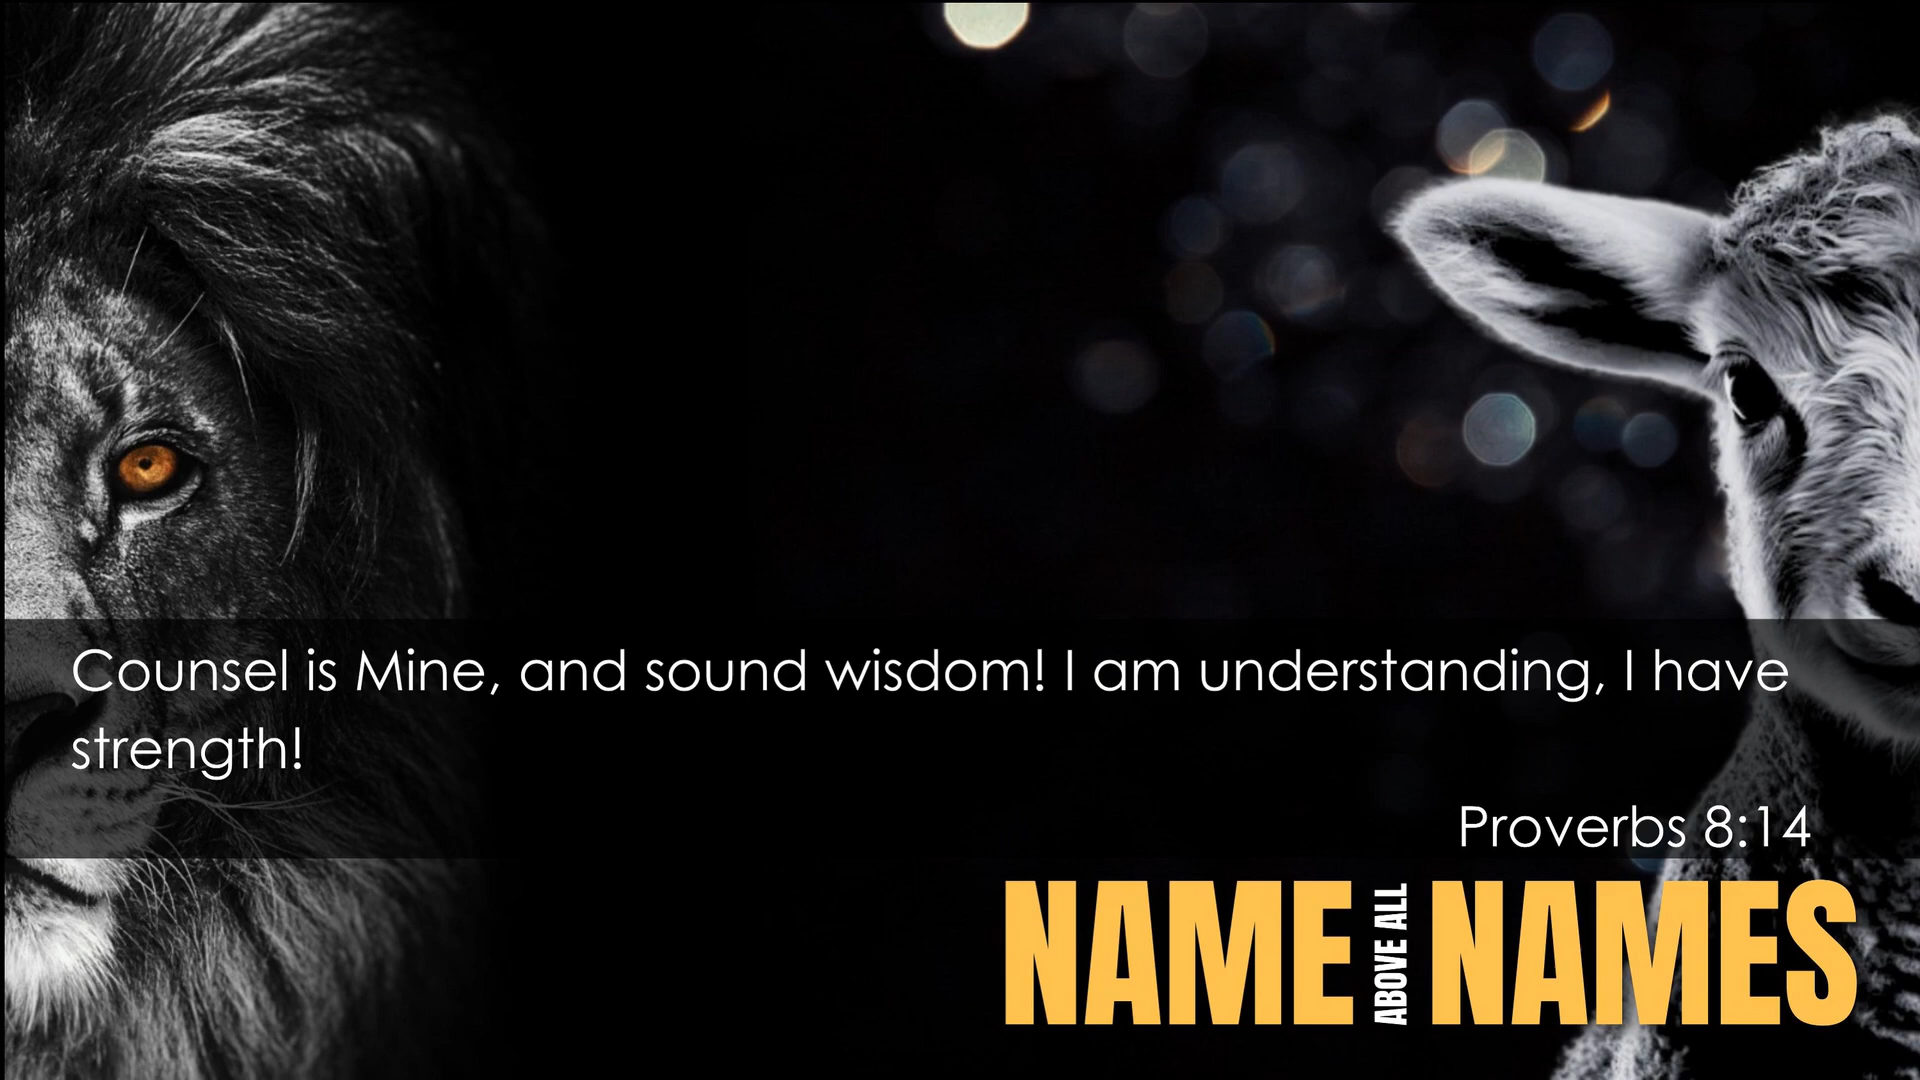 Counsel is Mine, and sound wisdom! I am understanding, I have
strength!
Proverbs 8:14
NAME ABOVE ALL NAMES